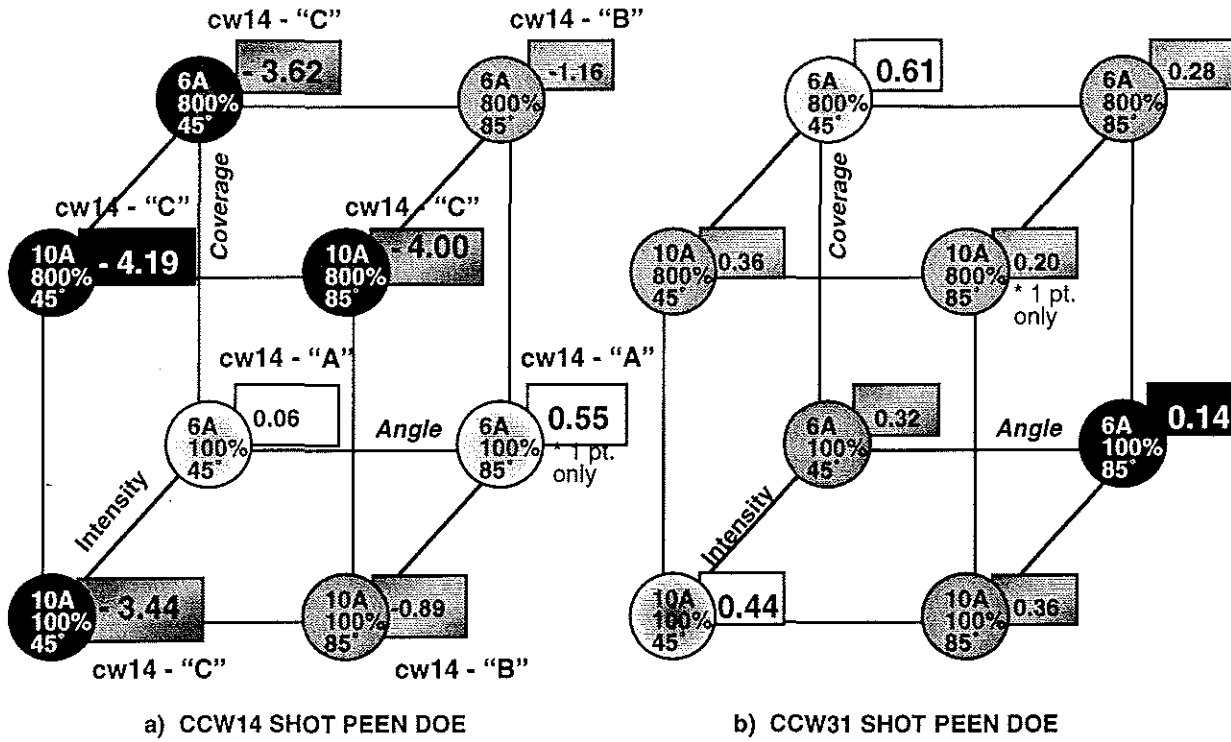 cw14 - “C”
cw14 - “B”
- 3.62
-1.16
0.61
0.28
6A
800%
45˚
6A
800%
85˚
6A
800%
45˚
6A
800%
85˚
Coverage
cw14 - “C”
cw14 - “C”
- 4.19
- 4.00
0.36
0.20
10A
800%
45˚
10A
800%
85˚
10A
800%
45˚
10A
800%
85˚
* 1 pt.
only
cw14 - “A”
cw14 - “A”
0.06
0.55
0.32
0.14
6A
100%
45˚
Angle
6A
100%
85˚
* 1 pt.
only
6A
100%
45˚
Angle
6A
100%
85˚
Intensity
Intensity
10A
100%
45˚
- 3.44
10A
100%
85˚
-0.89
10A
100%
45˚
0.44
10A
100%
85˚
0.36
cw14 - “C”
cw14 - “B”
a) CCW14 SHOT PEEN DOE
b) CCW31 SHOT PEEN DOE